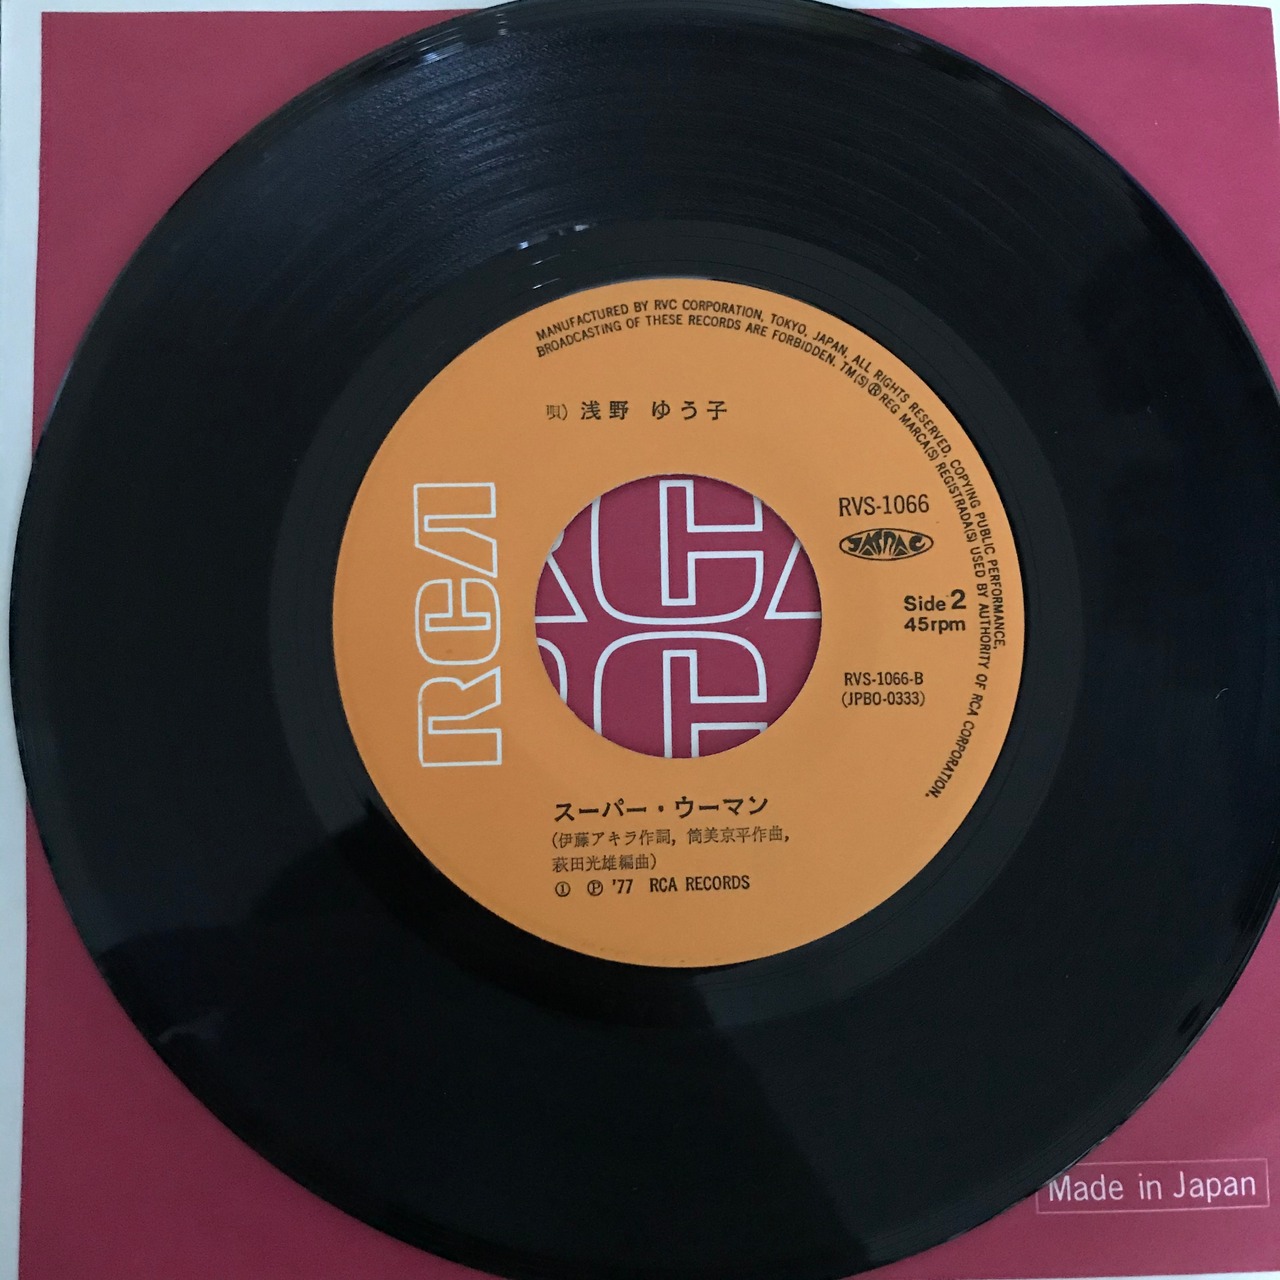 MANUFACTURED BY RVC CORPORATION, TOKYO, JAPAN, ALL RIGHTS RESERVED, COPYING PUBLIC PERFORMANCE,
BROADCASTING OF THESE RECORDS ARE FORBIDDEN. TM(S)®REG MARCA(S) REGISTRADA(S) USED BY AUTHORITY OF RCA CORPORATION.
唄) 浅野 ゆう子
RCA
RVS-1066
JASRAC
Side 2
45rpm
RVS-1066-B
(JPBO-0333)
スーパー・ウーマン
(伊藤アキラ作詞, 筒美京平作曲,
萩田光雄編曲)
① Ⓟ '77 RCA RECORDS
Made in Japan